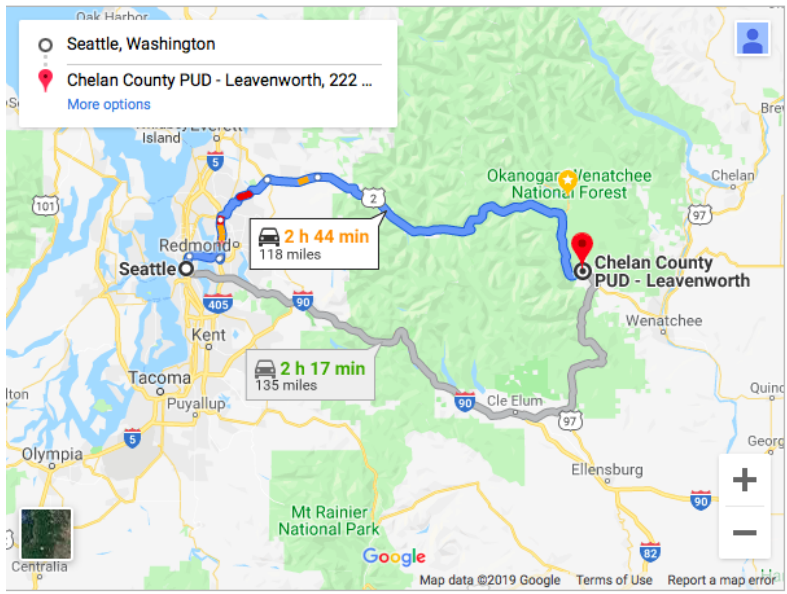 Oak Harbor
Seattle, Washington
Chelan County PUD - Leavenworth, 222 ...
More options
Island
Everett
5
101
Okanogan-Wenatchee
National Forest
Chelan
97
2
2 h 44 min
118 miles
Redmond
Seattle
Chelan County
PUD - Leavenworth
405
90
Wenatchee
Kent
2 h 17 min
135 miles
Tacoma
Puyallup
90
Cle Elum
97
5
Olympia
Ellensburg
90
Mt Rainier
National Park
82
Google
Centralia
Map data ©2019 Google
Terms of Use
Report a map error